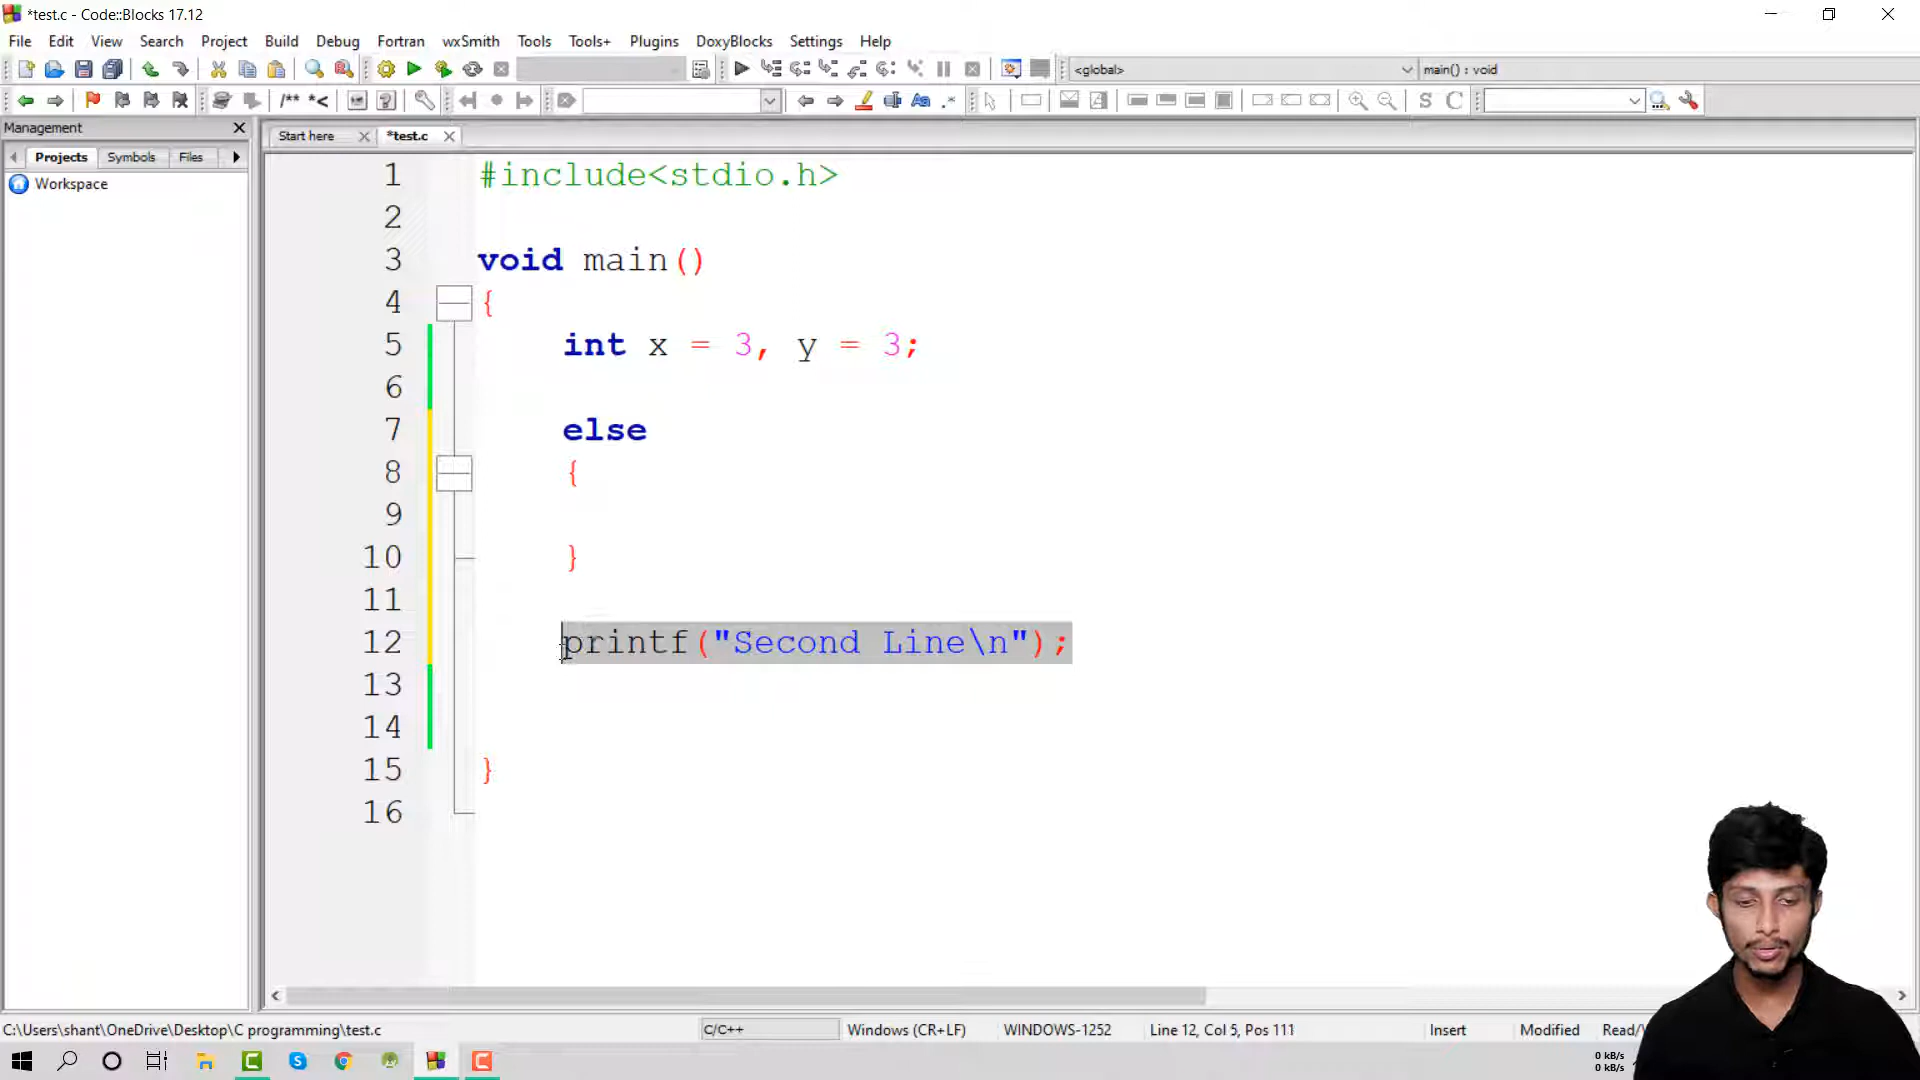 *test.c - Code::Blocks 17.12
File Edit View Search Project Build Debug Fortran wxSmith Tools Tools+ Plugins DoxyBlocks Settings Help
<global> main() : void
/** *<
Management
Start here *test.c
Projects Symbols Files
Workspace
1 #include<stdio.h>
2
3 void main()
4 {
5 int x = 3, y = 3;
6
7 else
8 {
9
10 }
11
12 printf("Second Line\n");
13
14
15 }
16
C:\Users\shant\OneDrive\Desktop\C programming\test.c C/C++ Windows (CR+LF) WINDOWS-1252 Line 12, Col 5, Pos 111 Insert Modified
0 kB/s
0 kB/s